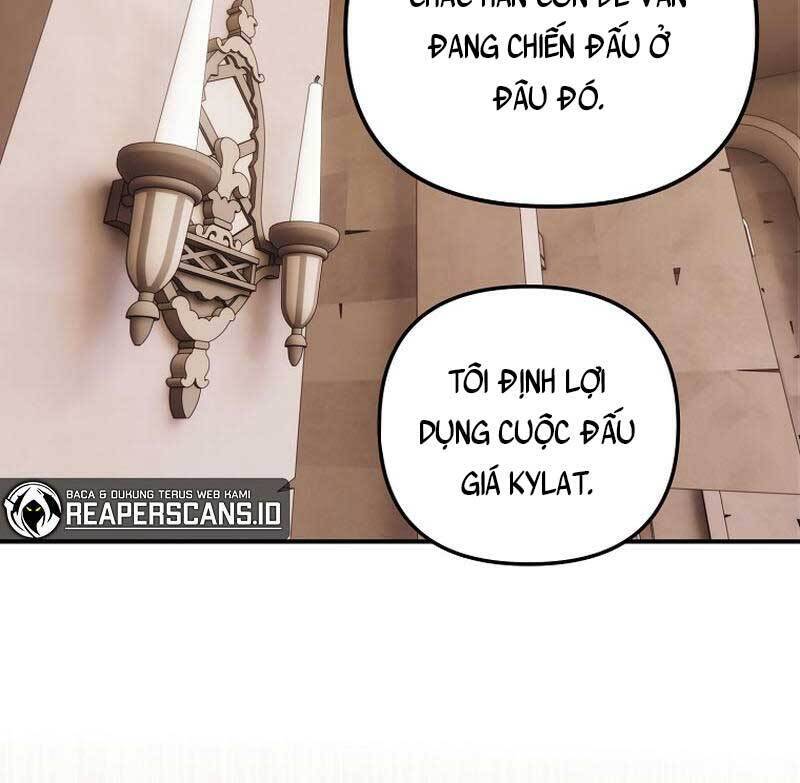 ĐANG CHIẾN ĐẤU Ở
ĐÂU ĐÓ.
TÔI ĐỊNH LỢI
DỤNG CUỘC ĐẤU
GIÁ KYLAT.
BACA & DUKUNG TERUS WEB KAMI
REAPERSCANS.ID